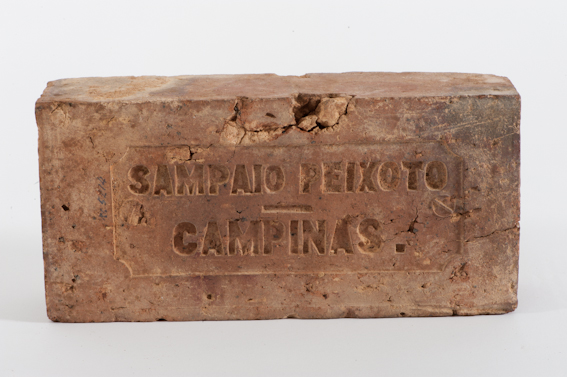 SAMPAIO PEIXOTO
—
CAMPINAS.